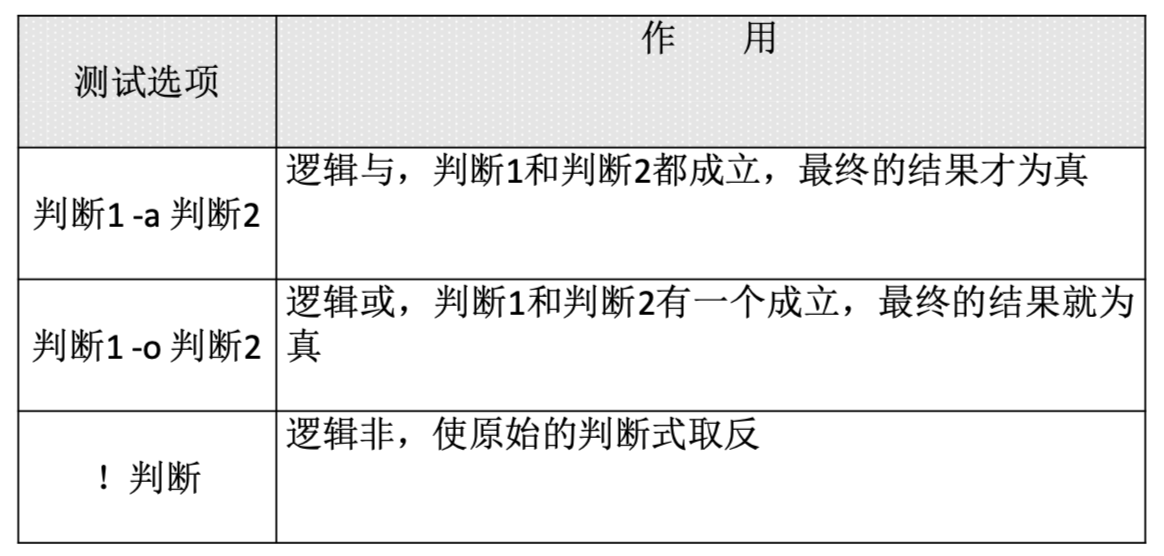 测试选项
作 用
判断1 -a 判断2
逻辑与，判断1和判断2都成立，最终的结果才为真
判断1 -o 判断2
逻辑或，判断1和判断2有一个成立，最终的结果就为
真
！判断
逻辑非，使原始的判断式取反